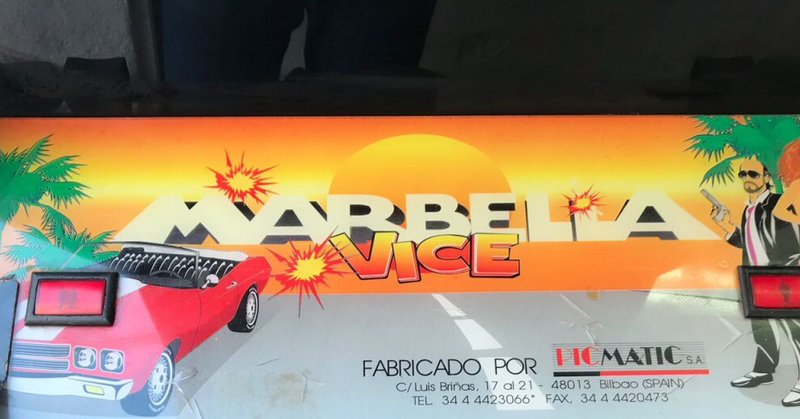 MARBELLA
VICE
FABRICADO POR PICMATIC S.A.
C/ Luis Briñas, 17 al 21 - 48013 Bilbao (SPAIN)
TEL. 34 4 4423066* FAX. 34 4 4420473